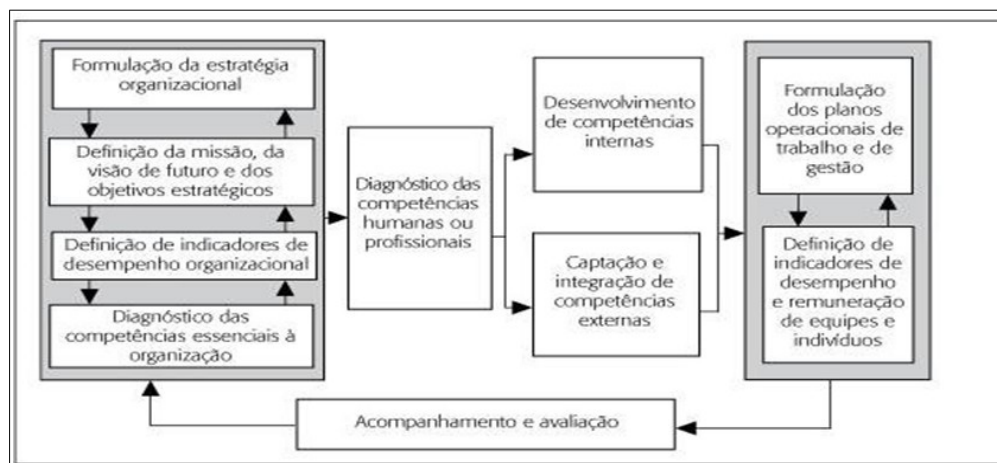 Formulação da estratégia
organizacional
Definição da missão, da
visão de futuro e dos
objetivos estratégicos
Definição de indicadores de
desempenho organizacional
Diagnóstico das
competências essenciais à
organização
Diagnóstico das
competências
humanas ou
profissionais
Desenvolvimento
de competências
internas
Captação e
integração de
competências
externas
Formulação
dos planos
operacionais de
trabalho e de
gestão
Definição de
indicadores de
desempenho
e remuneração
de equipes e
indivíduos
Acompanhamento e avaliação